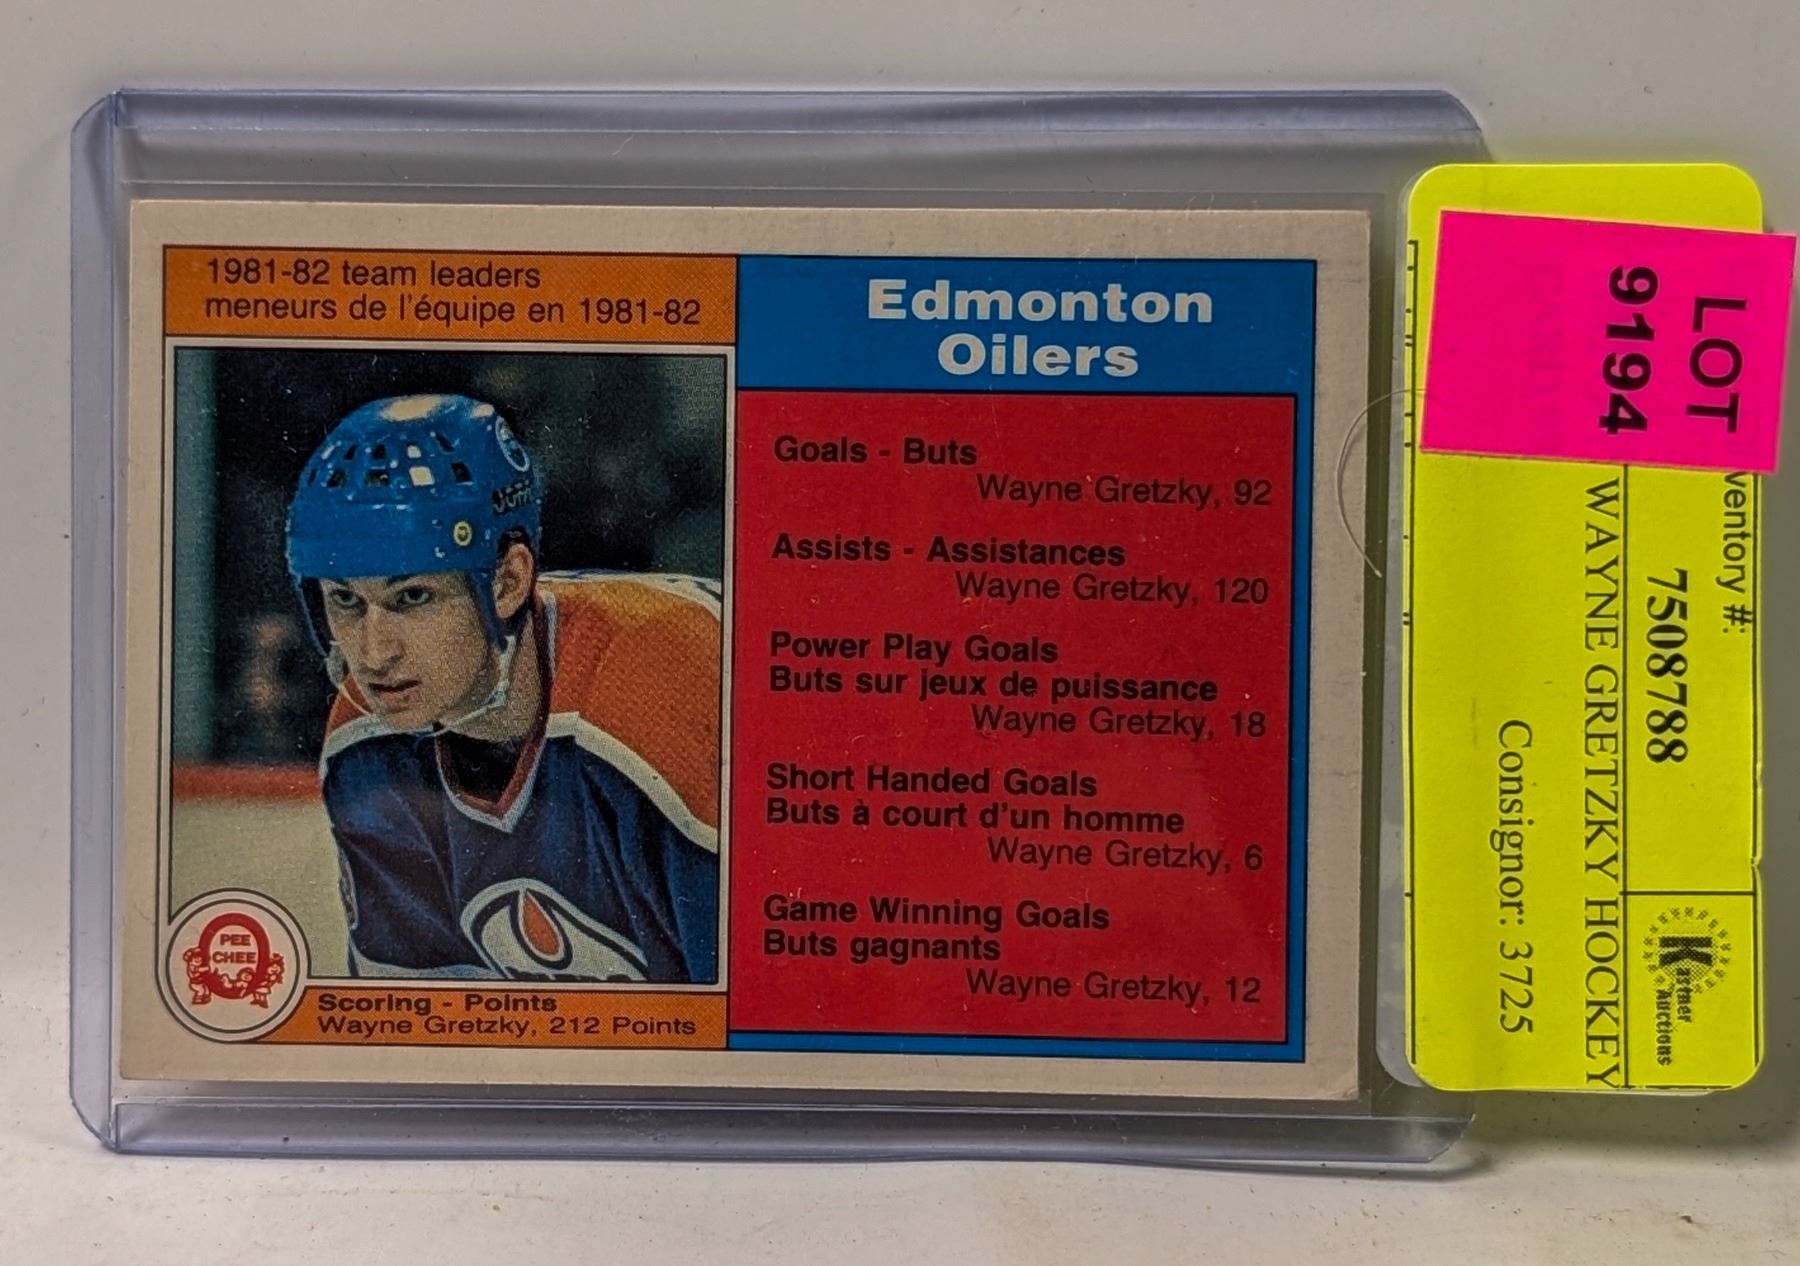 1981-82 team leaders
meneurs de l'équipe en 1981-82
Edmonton
Oilers
Goals - Buts
Wayne Gretzky, 92
Assists - Assistances
Wayne Gretzky, 120
Power Play Goals
Buts sur jeux de puissance
Wayne Gretzky, 18
Short Handed Goals
Buts à court d'un homme
Wayne Gretzky, 6
Game Winning Goals
Buts gagnants
Wayne Gretzky, 12
PEE
CHEE
Scoring - Points
Wayne Gretzky, 212 Points
LOT
9194
ventory #:
7508788
WAYNE GRETZKY HOCKEY
Consignor: 3725
Kastner
Auctions